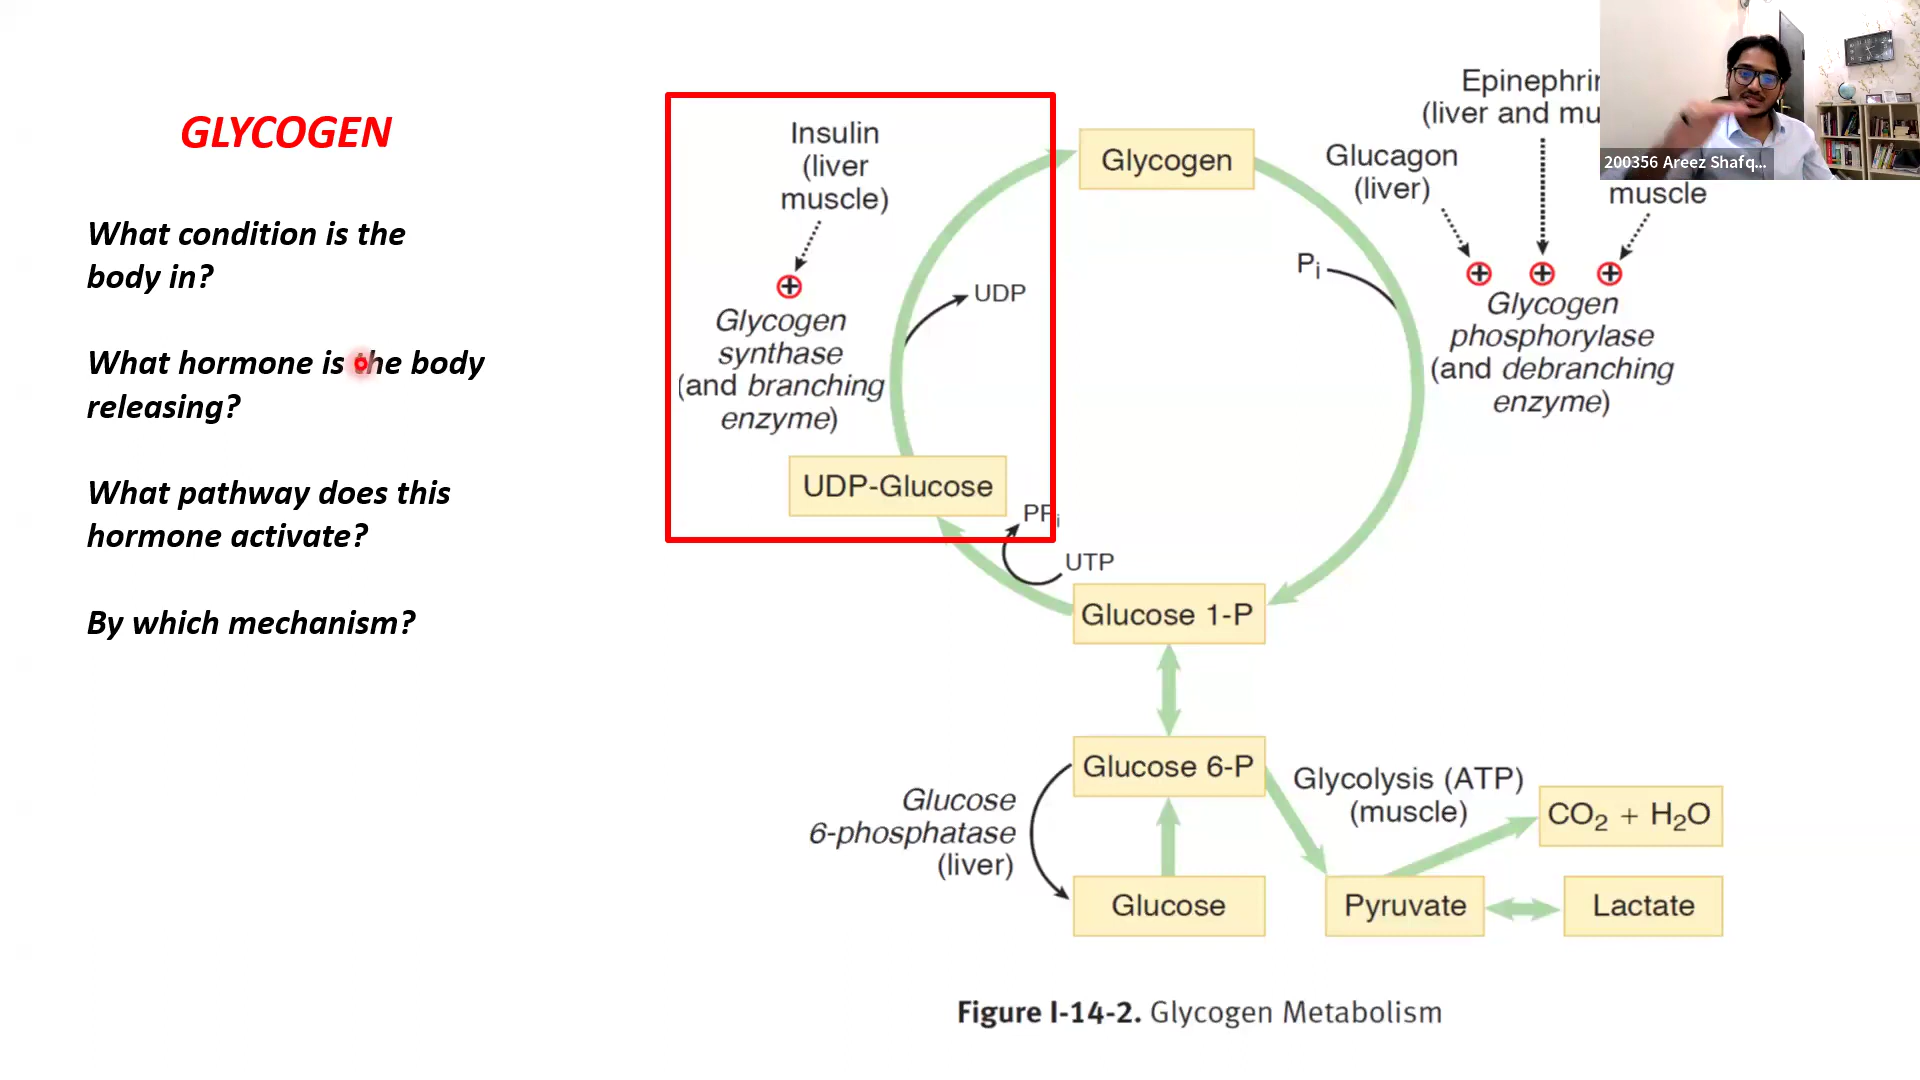 GLYCOGEN
What condition is the
body in?
What hormone is the body
releasing?
What pathway does this
hormone activate?
By which mechanism?
Insulin
(liver
muscle)
Glycogen
synthase
(and branching
enzyme)
UDP
UDP-Glucose
PPi
UTP
Glycogen
Pi
Glucagon
(liver)
(liver and
muscle
Glycogen
phosphorylase
(and debranching
enzyme)
Glucose 1-P
Glucose 6-P
Glucose
6-phosphatase
(liver)
Glucose
Glycolysis (ATP)
(muscle)
CO₂ + H₂O
Pyruvate
Lactate
Figure I-14-2. Glycogen Metabolism
200356 Areez Shafq...